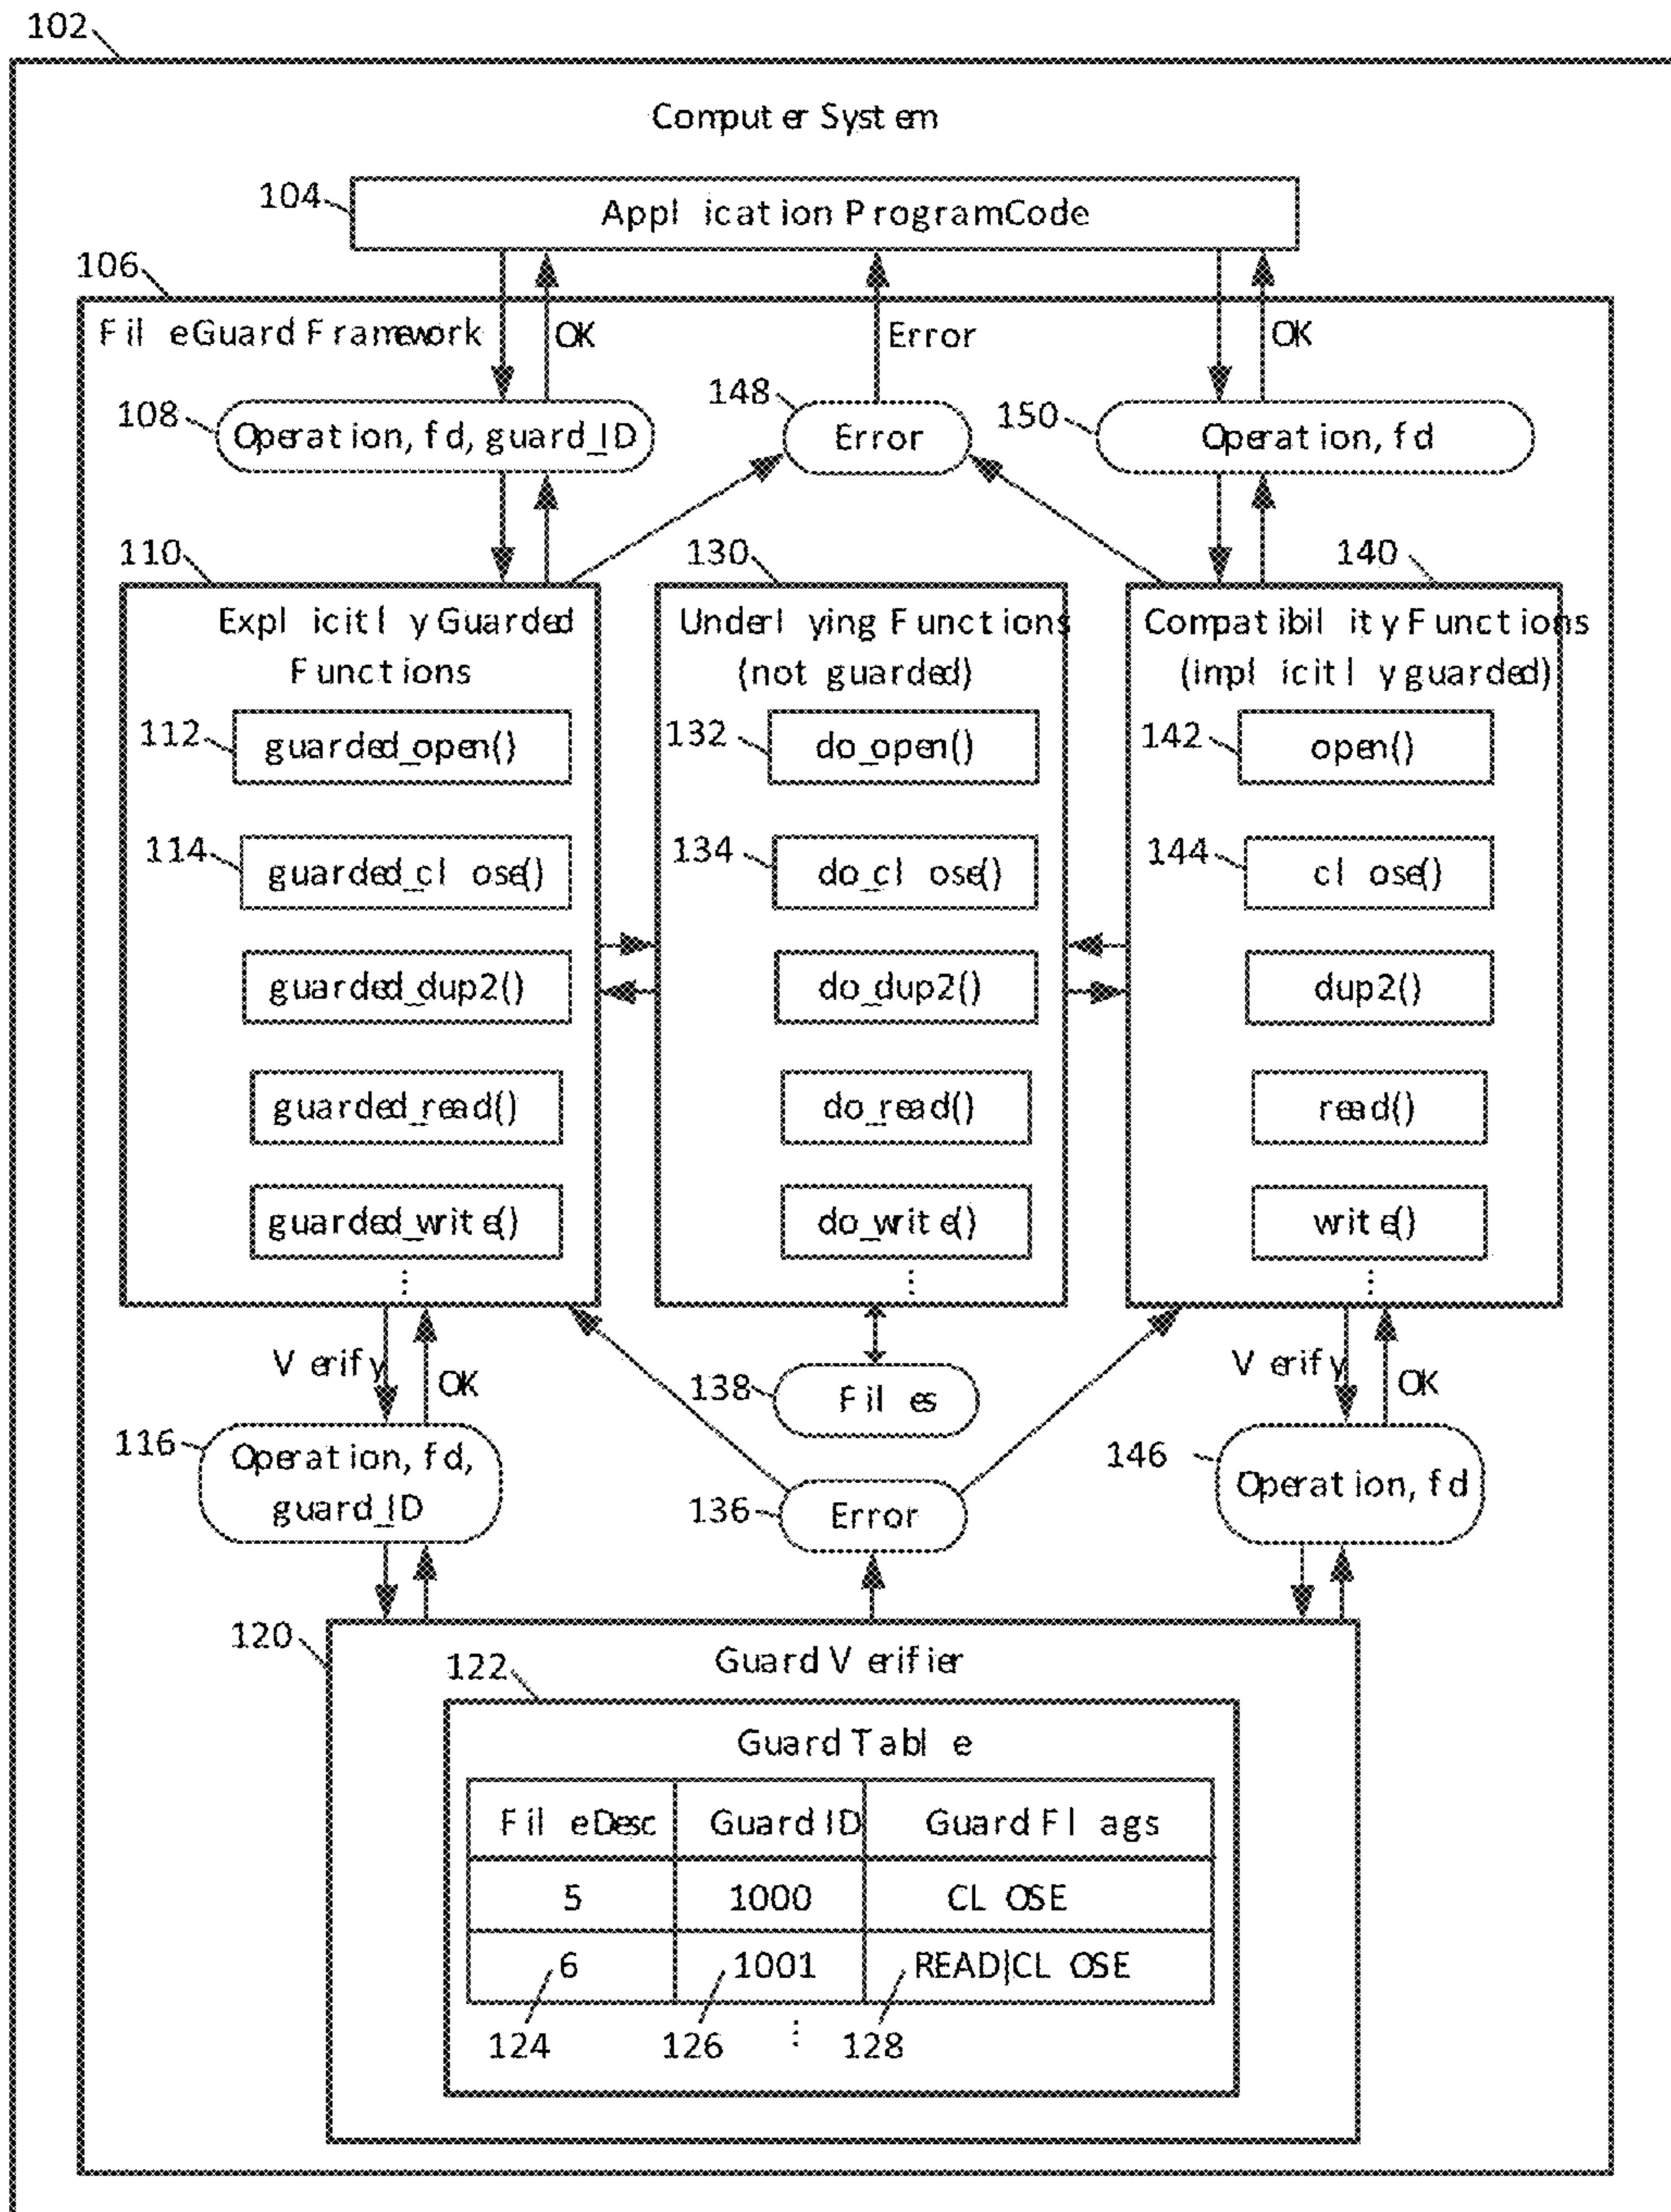 102
Computer System
104
Application Program Code
106
File Guard Framework
OK
Error
OK
108
Operation, fd, guard_ID
148
Error
150
Operation, fd
110
130
140
Explicitly Guarded
Functions
Underlying Functions
(not guarded)
Compatibility Functions
(implicitly guarded)
112
guarded_open()
132
do_open()
142
open()
114
guarded_close()
134
do_close()
144
close()
guarded_dup2()
do_dup2()
dup2()
guarded_read()
do_read()
read()
guarded_write()
do_write()
write()
⋮
⋮
⋮
Verify
OK
138
Files
Verify
OK
116
Operation, fd,
guard_ID
136
Error
146
Operation, fd
120
Guard Verifier
122
Guard Table
File Desc
Guard ID
Guard Flags
5
1000
CLOSE
6
1001
READ|CLOSE
124
126
⋮
128